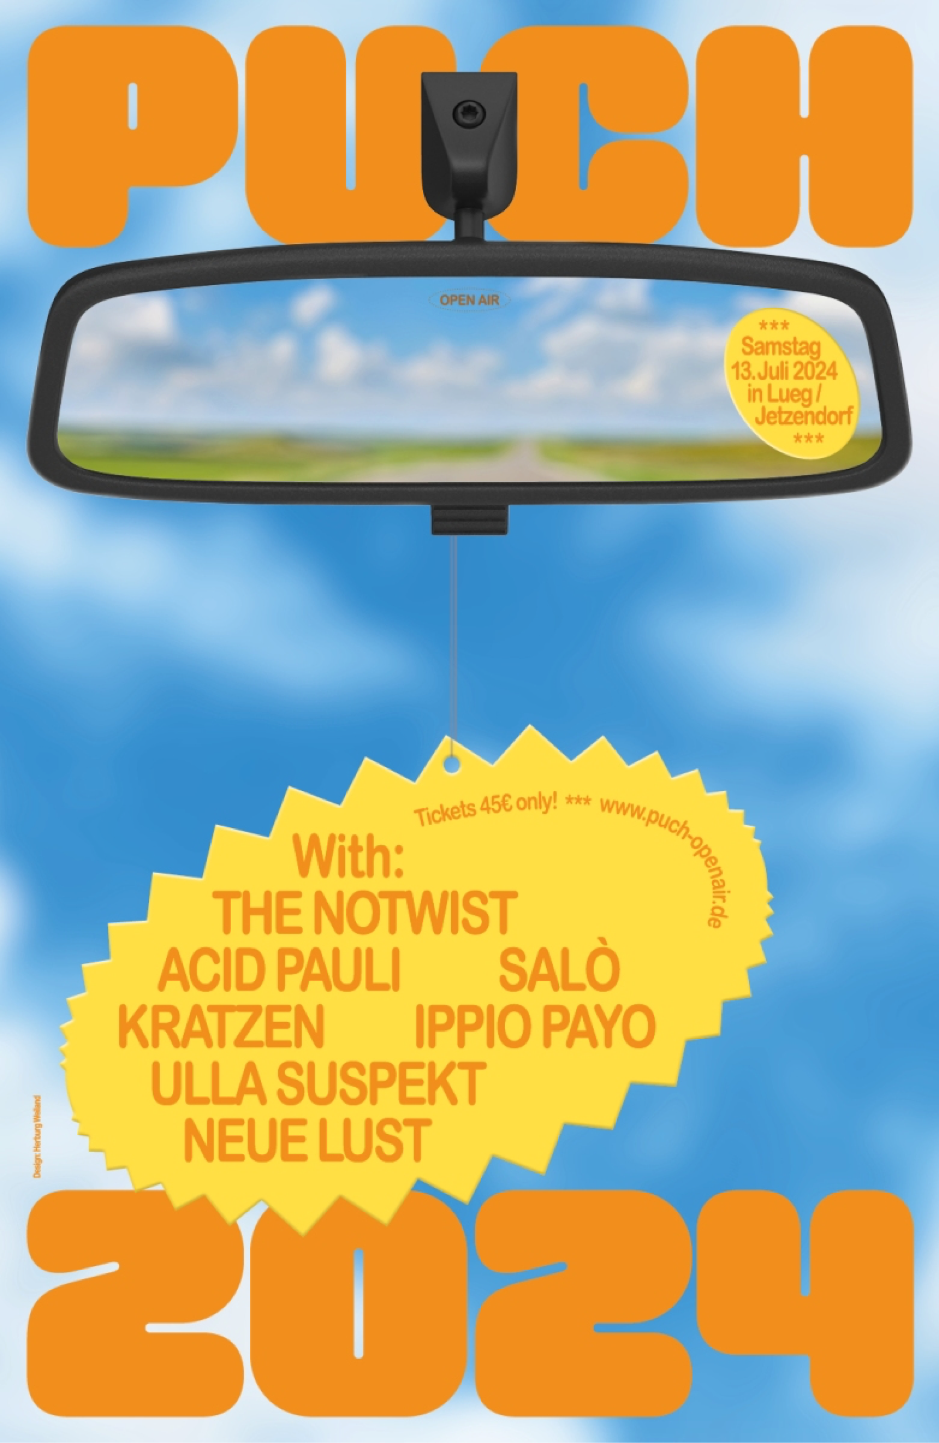 PUCH
OPEN AIR
***
Samstag
13. Juli 2024
in Lueg /
Jetzendorf
***
Tickets 45€ only! *** www.puch-openair.de
With:
THE NOTWIST
ACID PAULI SALÒ
KRATZEN IPPIO PAYO
ULLA SUSPEKT
NEUE LUST
Design: Herburg Weiland
2024